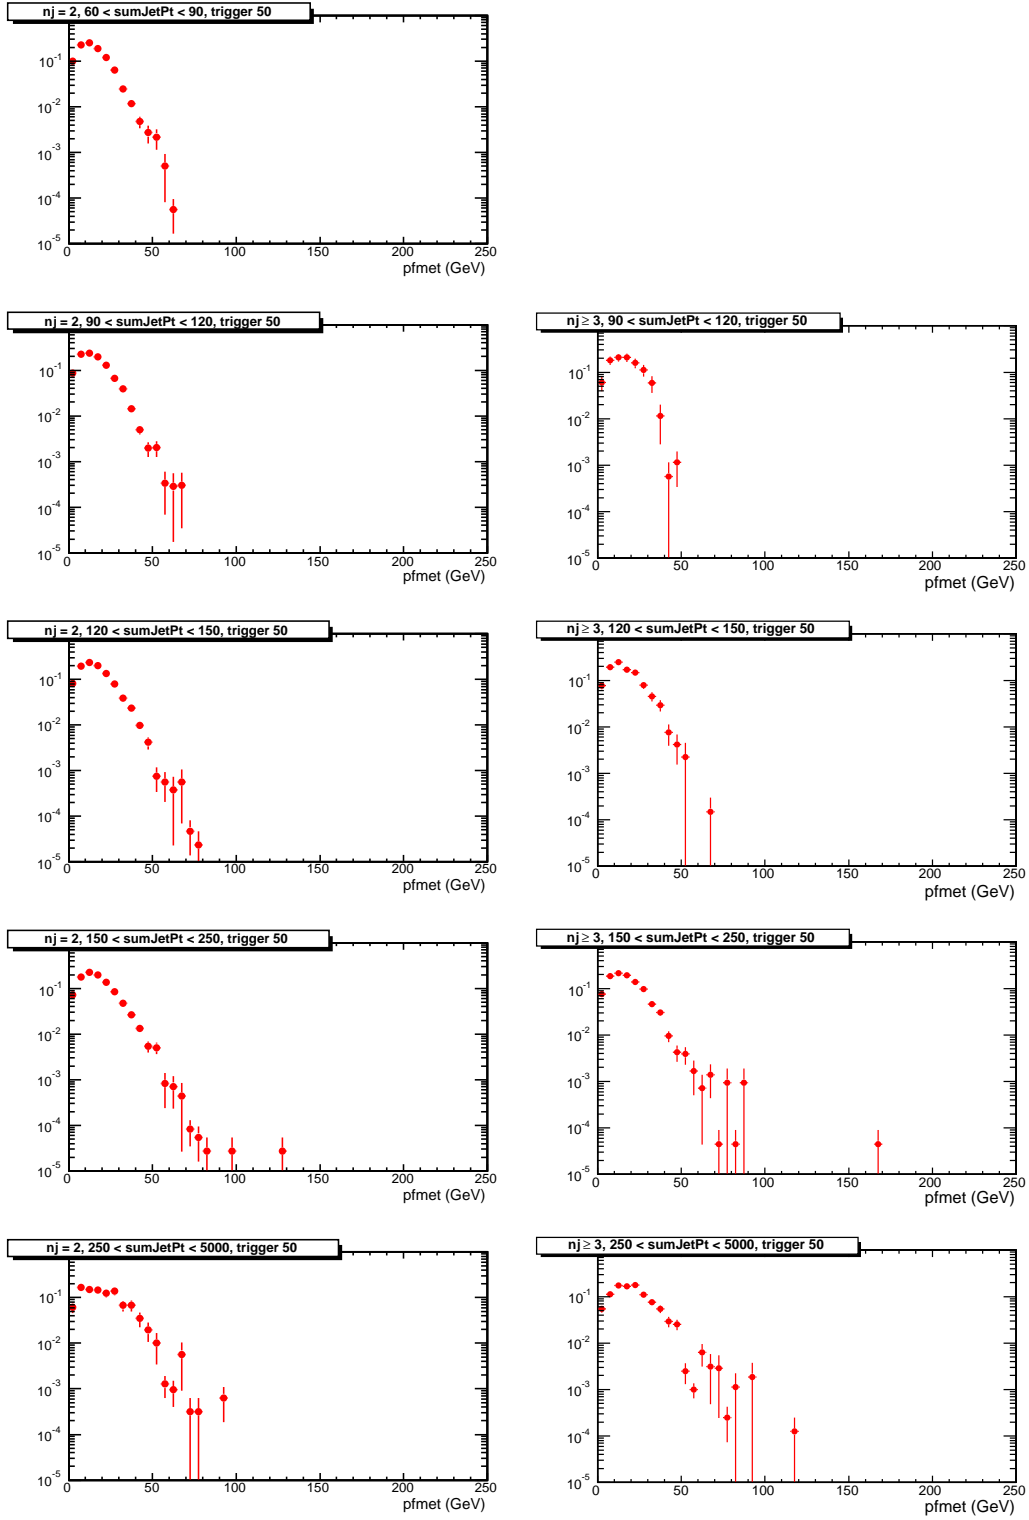 nj = 2, 60 < sumJetPt < 90, trigger 50
10^-1
10^-2
10^-3
10^-4
10^-5
0 50 100 150 200 250
pfmet (GeV)
nj = 2, 90 < sumJetPt < 120, trigger 50
10^-1
10^-2
10^-3
10^-4
10^-5
0 50 100 150 200 250
pfmet (GeV)
nj ≥ 3, 90 < sumJetPt < 120, trigger 50
10^-1
10^-2
10^-3
10^-4
10^-5
0 50 100 150 200 250
pfmet (GeV)
nj = 2, 120 < sumJetPt < 150, trigger 50
10^-1
10^-2
10^-3
10^-4
10^-5
0 50 100 150 200 250
pfmet (GeV)
nj ≥ 3, 120 < sumJetPt < 150, trigger 50
10^-1
10^-2
10^-3
10^-4
10^-5
0 50 100 150 200 250
pfmet (GeV)
nj = 2, 150 < sumJetPt < 250, trigger 50
10^-1
10^-2
10^-3
10^-4
10^-5
0 50 100 150 200 250
pfmet (GeV)
nj ≥ 3, 150 < sumJetPt < 250, trigger 50
10^-1
10^-2
10^-3
10^-4
10^-5
0 50 100 150 200 250
pfmet (GeV)
nj = 2, 250 < sumJetPt < 5000, trigger 50
10^-1
10^-2
10^-3
10^-4
10^-5
0 50 100 150 200 250
pfmet (GeV)
nj ≥ 3, 250 < sumJetPt < 5000, trigger 50
10^-1
10^-2
10^-3
10^-4
10^-5
0 50 100 150 200 250
pfmet (GeV)